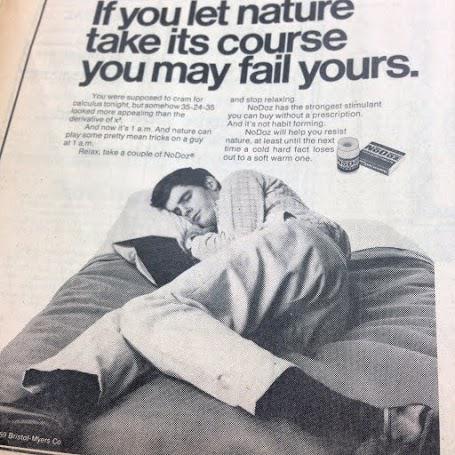 If you let nature
take its course
you may fail yours.
You were supposed to cram for
calculus tonight, but somehow 35-24-35
looked more appealing than the
derivative of x².
And now it's 1 a.m. And nature can
play some pretty mean tricks on a guy
at 1 a.m.
Relax, take a couple of NoDoz®
and stop relaxing.
NoDoz has the strongest stimulant
you can buy without a prescription.
And it's not habit forming.
NoDoz will help you resist
nature, at least until the next
time a cold hard fact loses
out to a soft warm one.
NoDoz
NoDoz
69 Bristol-Myers Co